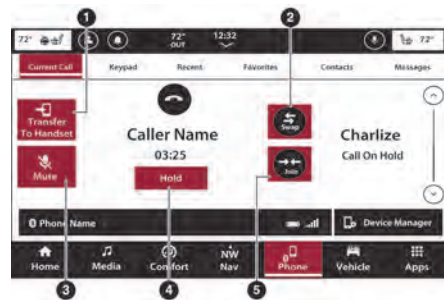 1 2
72° 72° OUT 12:32 72°
Current Call Keypad Recent Favorites Contacts Messages
Transfer To Handset
Mute
Caller Name
03:25
Hold
Swap
Join
Charlize
Call On Hold
Phone Name Device Manager
Home Media Comfort NW Nav Phone Vehicle Apps
3 4 5